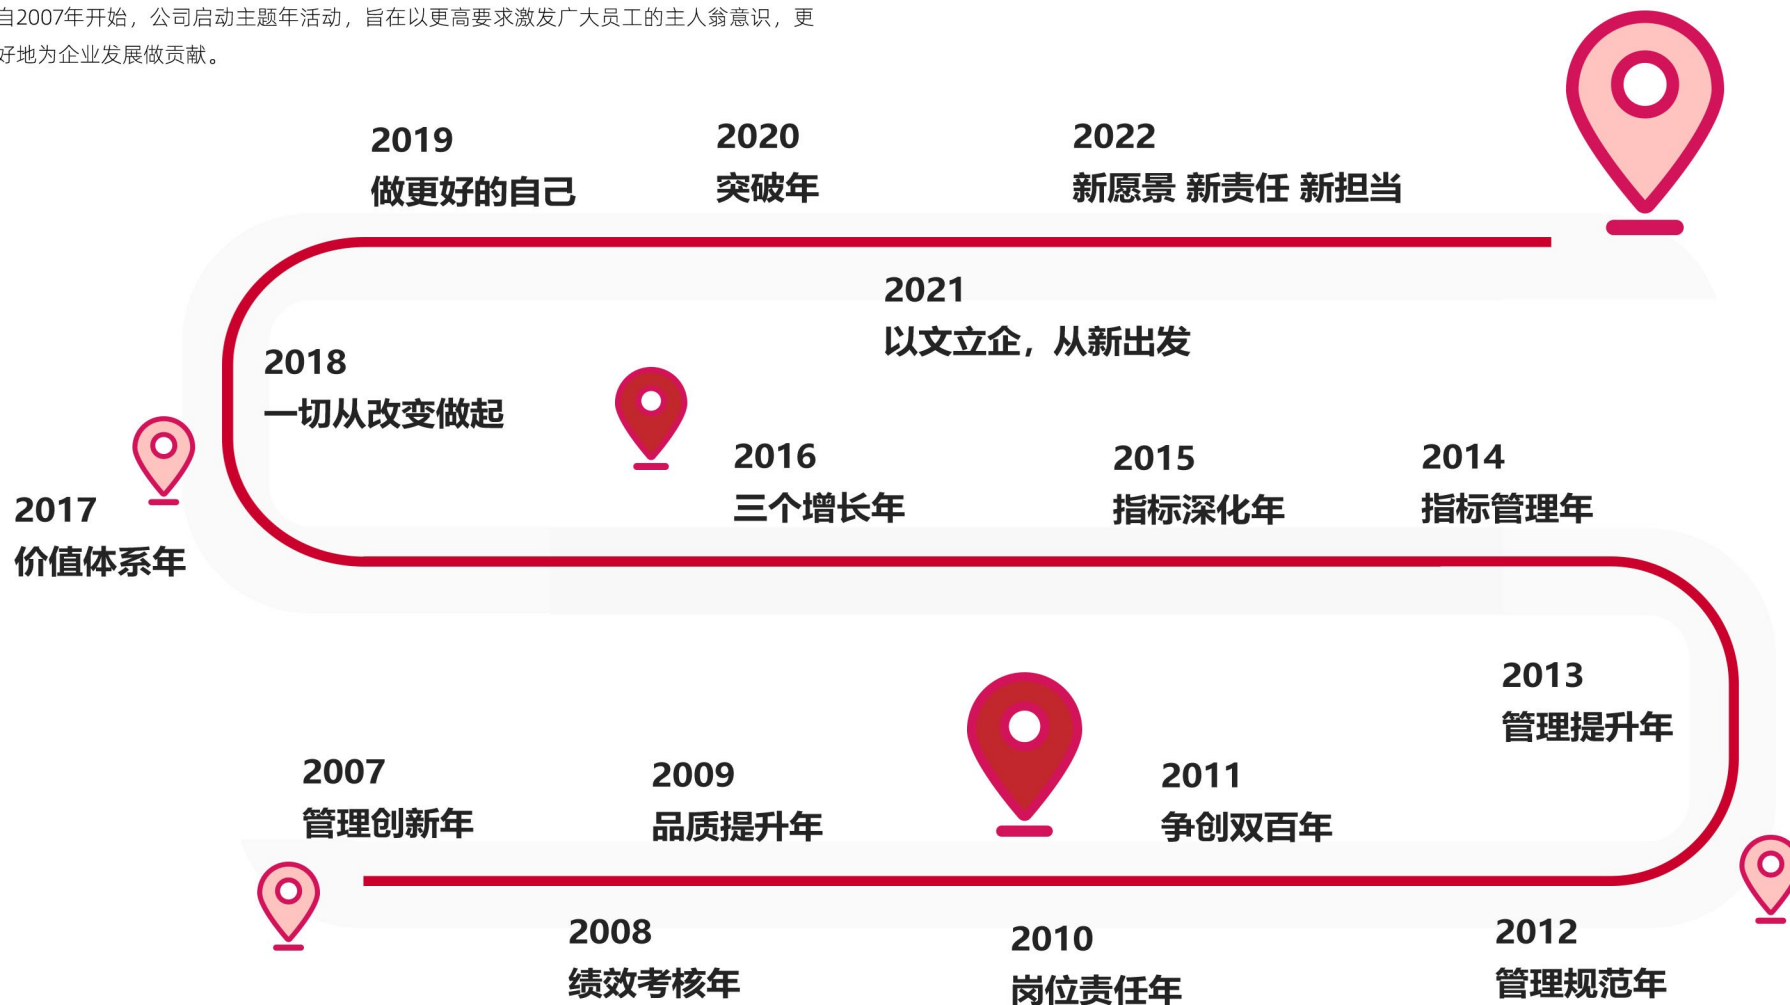 自2007年开始，公司启动主题年活动，旨在以更高要求激发广大员工的主人翁意识，更
好地为企业发展做贡献。
2019
做更好的自己
2020
突破年
2022
新愿景 新责任 新担当
2021
以文立企，从新出发
2018
一切从改变做起
2017
价值体系年
2016
三个增长年
2015
指标深化年
2014
指标管理年
2013
管理提升年
2007
管理创新年
2009
品质提升年
2011
争创双百年
2008
绩效考核年
2010
岗位责任年
2012
管理规范年